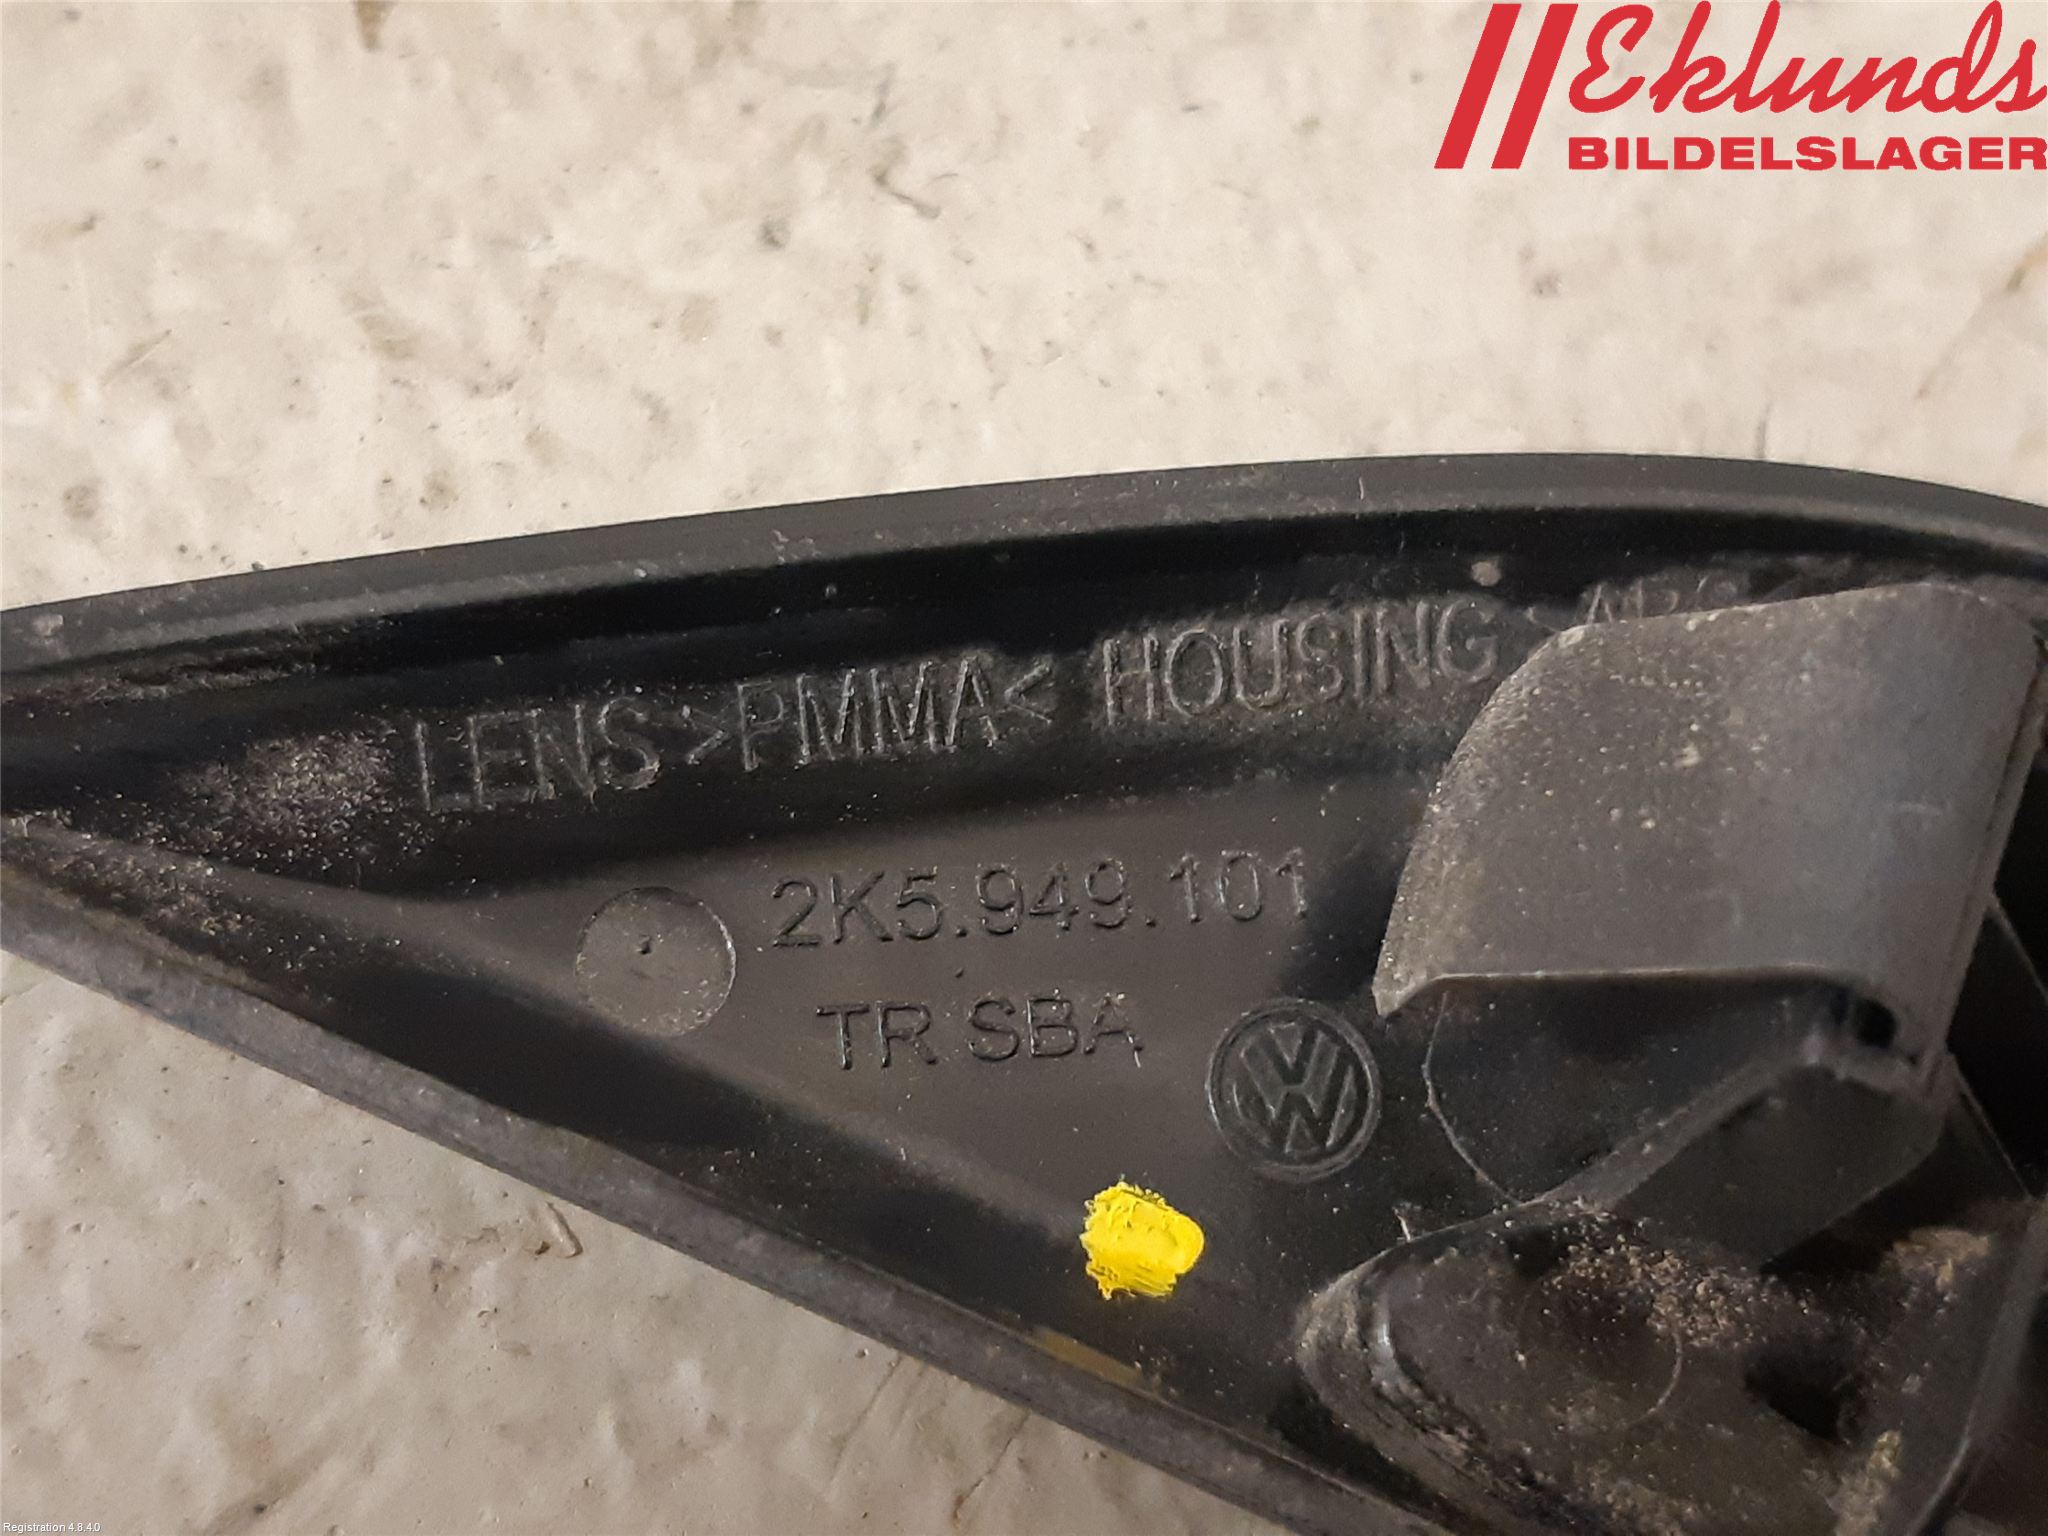 Eklunds
BILDELSLAGER
LENS >PMMA< HOUSING
2K5.949.101
TR SBA
VW
Registration 4.8.4.0